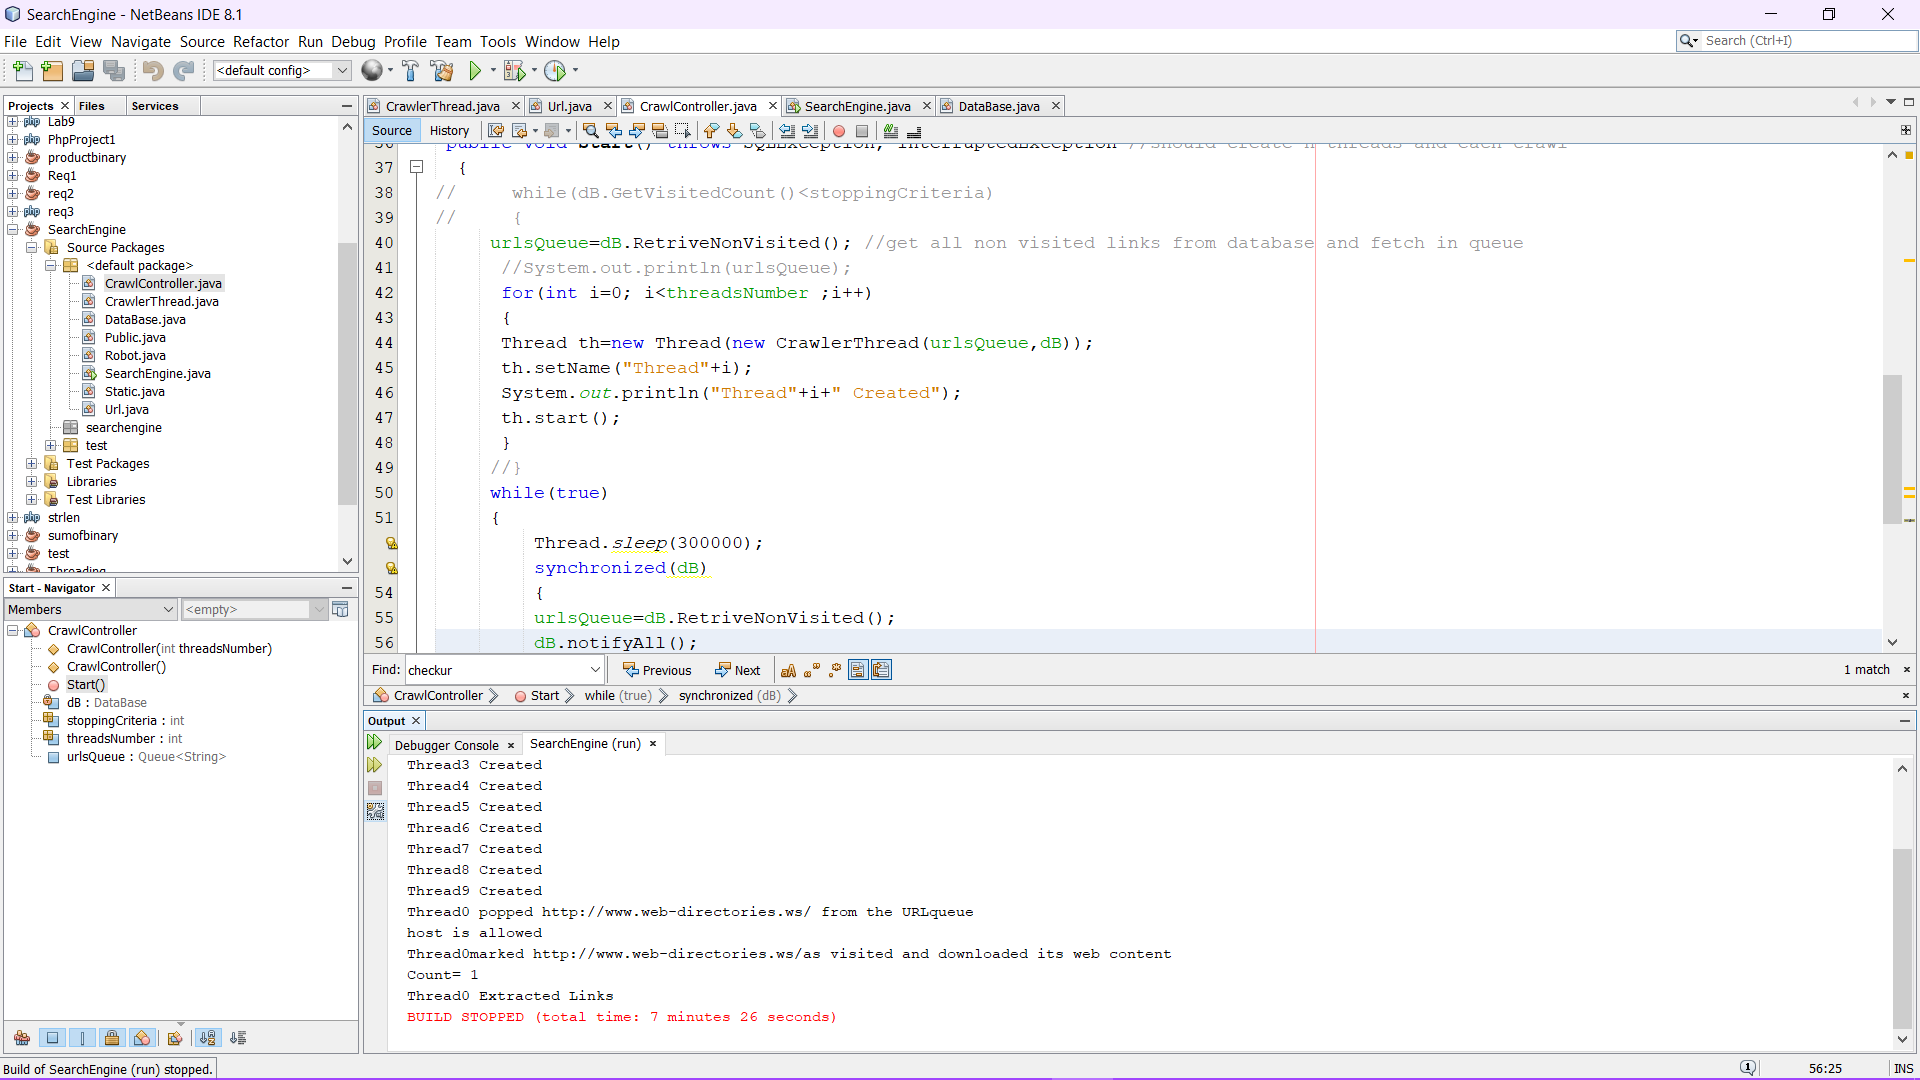 SearchEngine - NetBeans IDE 8.1
File Edit View Navigate Source Refactor Run Debug Profile Team Tools Window Help
Search (Ctrl+I)
<default config>
Projects Files Services
Lab9
PhpProject1
productbinary
Req1
req2
req3
SearchEngine
Source Packages
<default package>
CrawlController.java
CrawlerThread.java
DataBase.java
Public.java
Robot.java
SearchEngine.java
Static.java
Url.java
searchengine
test
Test Packages
Libraries
Test Libraries
strlen
sumofbinary
test
Threading
Start - Navigator
Members
<empty>
CrawlController
CrawlController(int threadsNumber)
CrawlController()
Start()
dB : DataBase
stoppingCriteria : int
threadsNumber : int
urlsQueue : Queue<String>
CrawlerThread.java Url.java CrawlController.java SearchEngine.java DataBase.java
Source History
36 public void Start() throws SQLException, InterruptedException //should create n threads and each crawl
37 {
38 // while(dB.GetVisitedCount()<stoppingCriteria)
39 // {
40 urlsQueue=dB.RetriveNonVisited(); //get all non visited links from database and fetch in queue
41 //System.out.println(urlsQueue);
42 for(int i=0; i<threadsNumber ;i++)
43 {
44 Thread th=new Thread(new CrawlerThread(urlsQueue,dB));
45 th.setName("Thread"+i);
46 System.out.println("Thread"+i+" Created");
47 th.start();
48 }
49 //}
50 while(true)
51 {
Thread.sleep(300000);
synchronized(dB)
54 {
55 urlsQueue=dB.RetriveNonVisited();
56 dB.notifyAll();
Find: checkur Previous Next 1 match
CrawlController Start while (true) synchronized (dB)
Output
Debugger Console SearchEngine (run)
Thread3 Created
Thread4 Created
Thread5 Created
Thread6 Created
Thread7 Created
Thread8 Created
Thread9 Created
Thread0 popped http://www.web-directories.ws/ from the URLqueue
host is allowed
Thread0marked http://www.web-directories.ws/as visited and downloaded its web content
Count= 1
Thread0 Extracted Links
BUILD STOPPED (total time: 7 minutes 26 seconds)
Build of SearchEngine (run) stopped.
1
56:25 INS